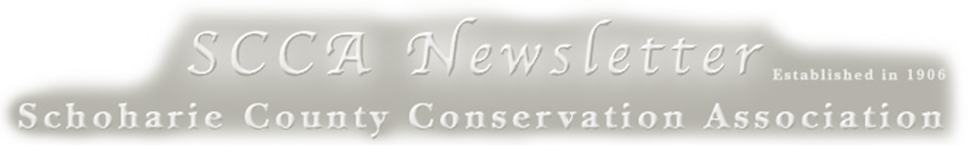 SCCA Newsletter
Established in 1906
Schoharie County Conservation Association